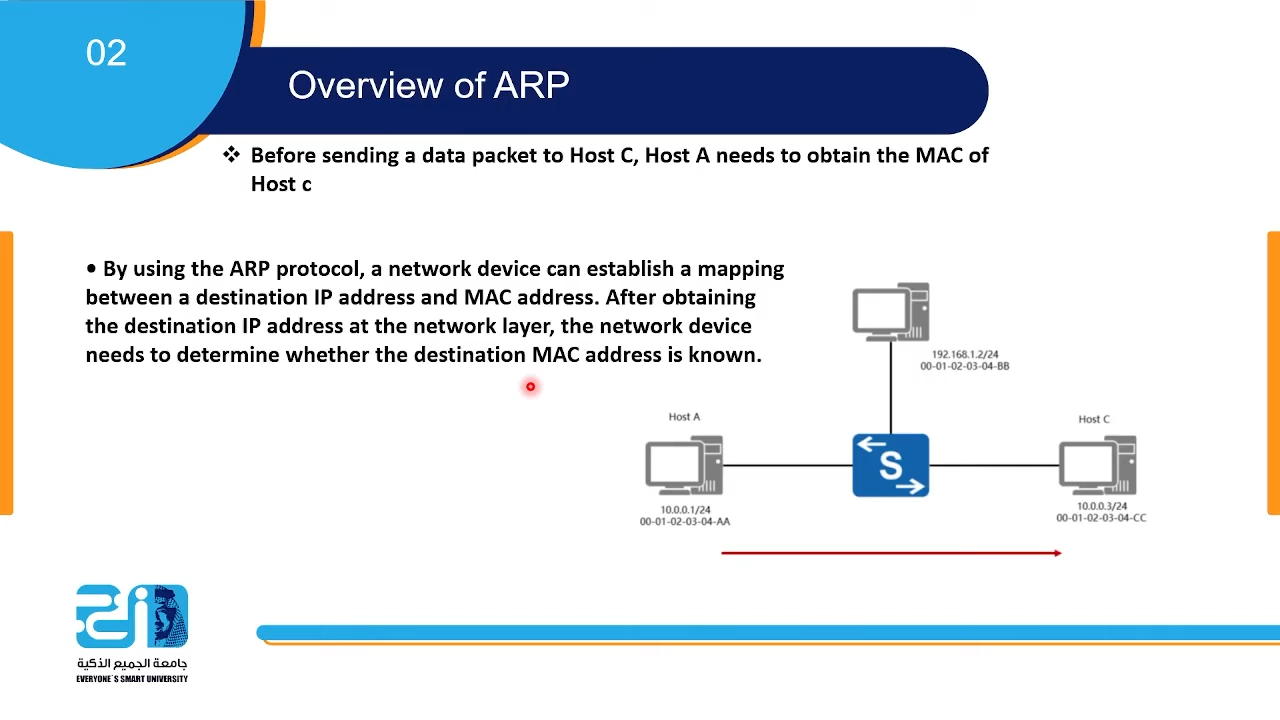 02
Overview of ARP
❖ Before sending a data packet to Host C, Host A needs to obtain the MAC of
Host c
• By using the ARP protocol, a network device can establish a mapping
between a destination IP address and MAC address. After obtaining
the destination IP address at the network layer, the network device
needs to determine whether the destination MAC address is known.
192.168.1.2/24
00-01-02-03-04-BB
Host A
Host C
S
10.0.0.1/24
00-01-02-03-04-AA
10.0.0.3/24
00-01-02-03-04-CC
جامعة الجميع الذكية
EVERYONE`S SMART UNIVERSITY